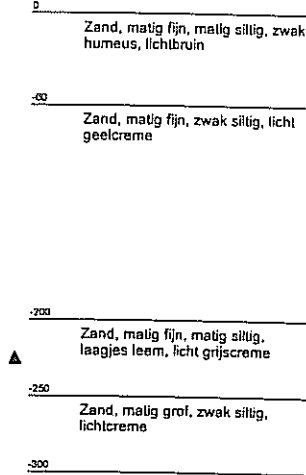 0
Zand, matig fijn, matig siltig, zwak
humeus, lichtbruin
-60
Zand, matig fijn, zwak siltig, licht
geelcreme
-200
Zand, matig fijn, matig siltig,
laagjes leem, licht grijscreme
-250
Zand, matig grof, zwak siltig,
lichtcreme
-300